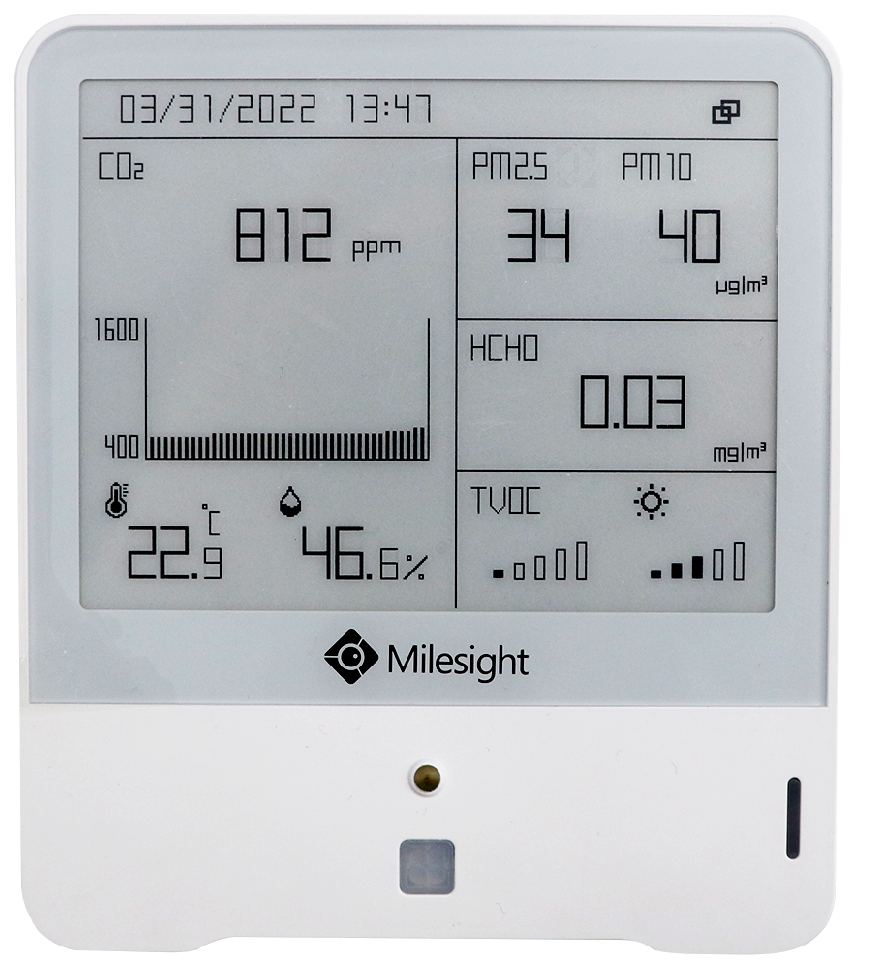 03/31/2022 13:47
CO₂
812 ppm
1600
400
22.9 °C
46.6%
PM2.5 PM10
34 40
µg/m³
HCHO
0.03
mg/m³
TVOC
Milesight